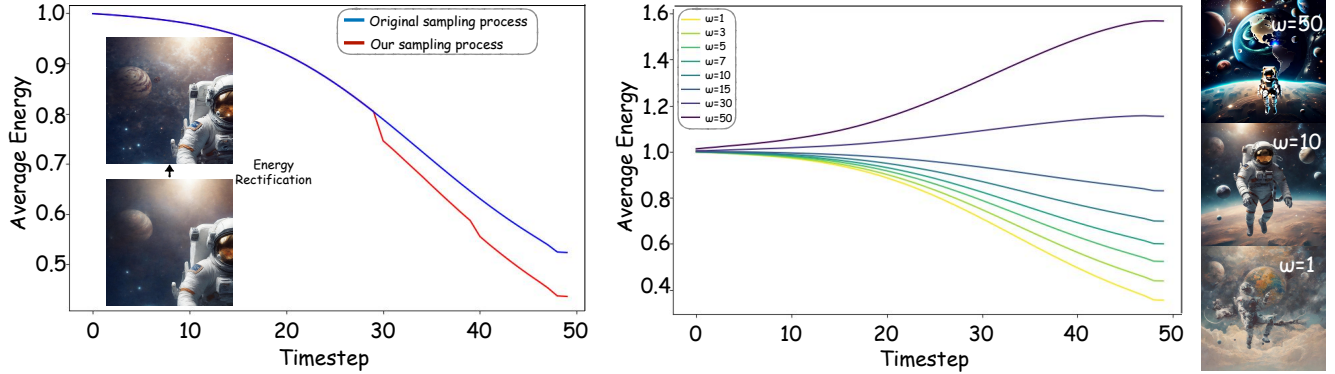 Original sampling process
Our sampling process
Average Energy
1.0
0.9
0.8
0.7
0.6
0.5
Energy
Rectification
0
10
20
30
40
50
Timestep
ω=1
ω=3
ω=5
ω=7
ω=10
ω=15
ω=30
ω=50
Average Energy
1.6
1.4
1.2
1.0
0.8
0.6
0.4
0
10
20
30
40
50
Timestep
ω=50
ω=10
ω=1